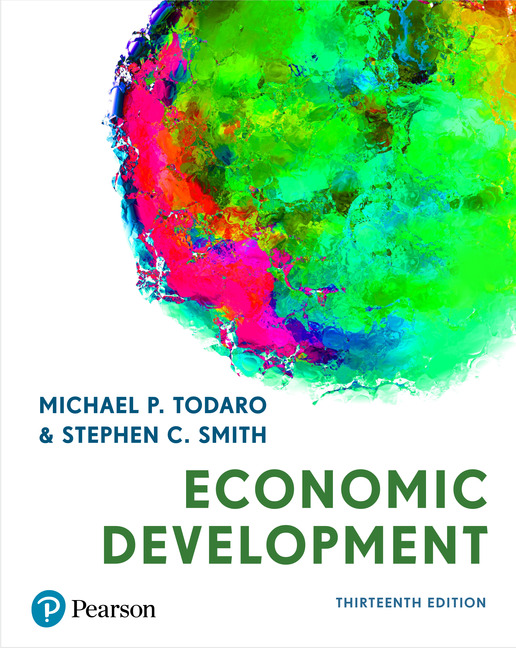 MICHAEL P. TODARO
& STEPHEN C. SMITH
ECONOMIC
DEVELOPMENT
P Pearson
THIRTEENTH EDITION